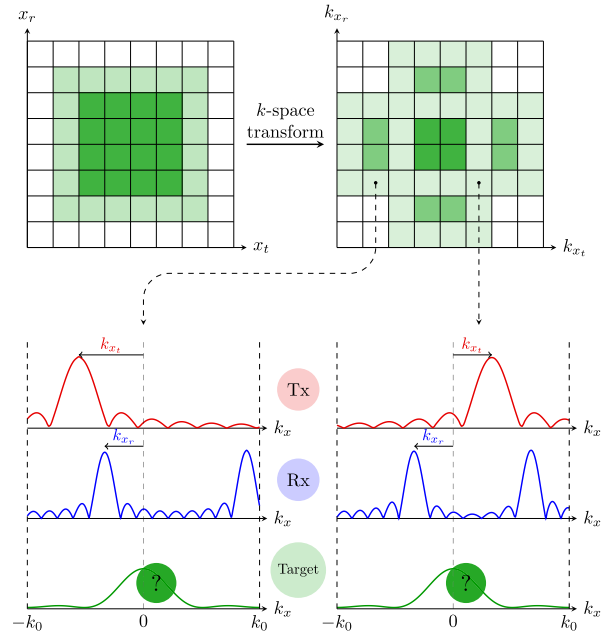 x_r
k_{x_r}
k-space
transform
x_t
k_{x_t}
k_{x_t}
k_{x_t}
Tx
k_x
k_x
k_{x_r}
k_{x_r}
Rx
k_x
k_x
Target
?
?
k_x
k_x
−k_0
0
k_0
−k_0
0
k_0